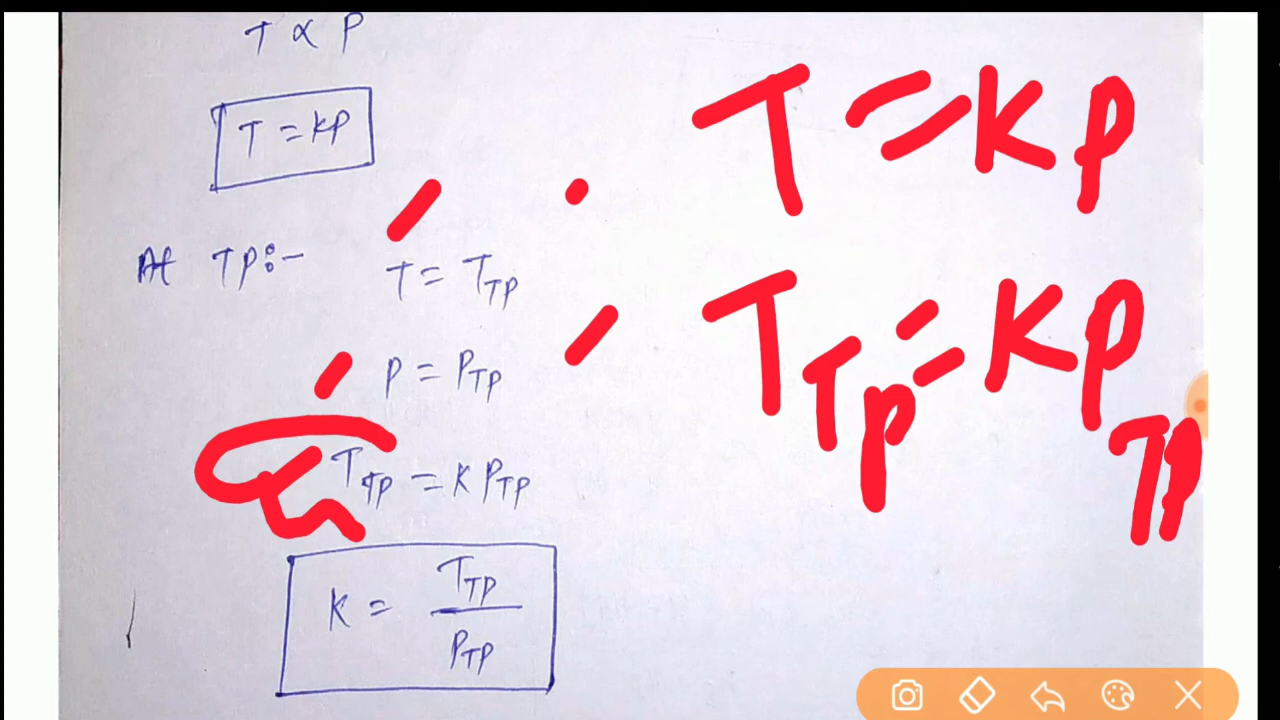 T ∝ P
T = KP
At TP:-
T = T_TP
P = P_TP
T_TP = K P_TP
K = T_TP / P_TP
T = KP
T_TP = KP_TP